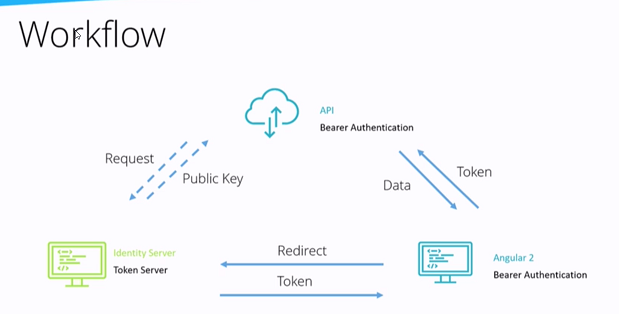 Workflow
API
Bearer Authentication
Request
Public Key
Token
Data
Identity Server
Token Server
Redirect
Token
Angular 2
Bearer Authentication